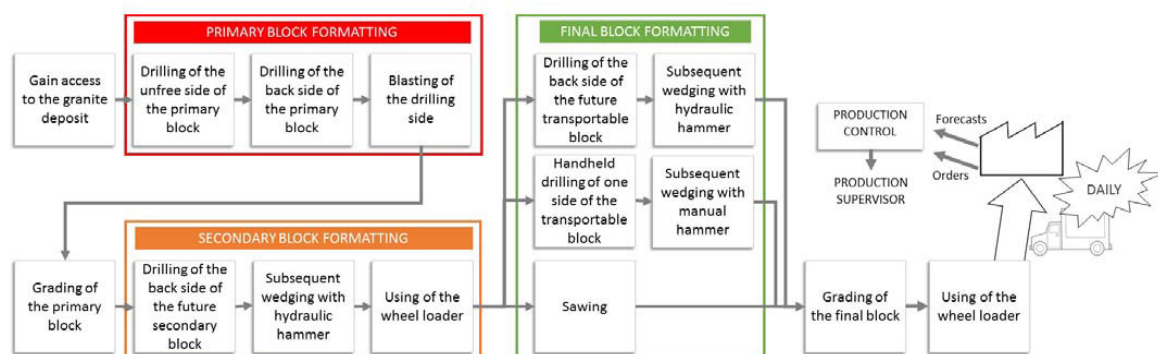 PRIMARY BLOCK FORMATTING
Gain access
to the granite
deposit
Drilling of the
unfree side of
the primary
block
Drilling of the
back side of
the primary
block
Blasting of
the drilling
side
FINAL BLOCK FORMATTING
Drilling of the
back side of
the future
transportable
block
Subsequent
wedging with
hydraulic
hammer
Handheld
drilling of one
side of the
transportable
block
Subsequent
wedging with
manual
hammer
Sawing
SECONDARY BLOCK FORMATTING
Grading of
the primary
block
Drilling of the
back side of
the future
secondary
block
Subsequent
wedging with
hydraulic
hammer
Using of the
wheel loader
Grading of
the final block
Using of the
wheel loader
PRODUCTION
CONTROL
PRODUCTION
SUPERVISOR
Forecasts
Orders
DAILY